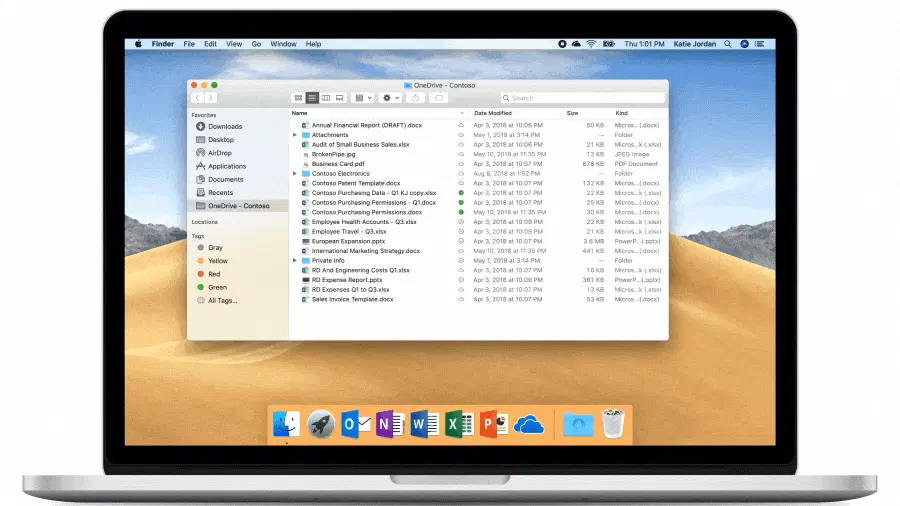 Finder File Edit View Go Window Help Thu 1:01 PM Katie Jordan
OneDrive - Contoso
Search
Favorites
Downloads
Desktop
AirDrop
Applications
Documents
Recents
OneDrive - Contoso
Locations
Tags
Gray
Yellow
Red
Green
All Tags...
Name Date Modified Size Kind
Annual Financial Report (DRAFT).docx Apr 3, 2018 at 10:06 PM 50 KB Micros...(.docx)
Attachments May 1, 2018 at 3:14 PM -- Folder
Audit of Small Business Sales.xlsx Apr 3, 2018 at 10:06 PM 21 KB Micros...k (.xlsx)
BrokenPipe.jpg May 10, 2018 at 11:35 PM 12 KB JPEG image
Business Card.pdf Apr 3, 2018 at 10:07 PM 676 KB PDF Document
Contoso Electronics Aug 6, 2018 at 1:52 PM -- Folder
Contoso Patent Template.docx Apr 3, 2018 at 10:07 PM 132 KB Micros...(.docx)
Contoso Purchasing Data - Q1 KJ copy.xlsx Apr 3, 2018 at 10:07 PM 22 KB Micros...k (.xlsx)
Contoso Purchasing Permissions - Q1.docx Apr 3, 2018 at 10:07 PM 25 KB Micros...(.docx)
Contoso Purchasing Permissions.docx May 10, 2018 at 11:35 PM 30 KB Micros...(.docx)
Employee Health Accounts - Q3.xlsx Apr 3, 2018 at 10:09 PM 22 KB Micros...k (.xlsx)
Employee Travel - Q3.xlsx Apr 3, 2018 at 10:09 PM 21 KB Micros...k (.xlsx)
European Expansion.pptx Apr 3, 2018 at 10:07 PM 3.6 MB PowerP...(.pptx)
International Marketing Strategy.docx May 10, 2018 at 11:35 PM 441 KB Micros...(.docx)
Private Info May 1, 2018 at 3:14 PM -- Folder
RD And Engineering Costs Q1.xlsx Apr 3, 2018 at 10:07 PM 16 KB Micros...k (.xlsx)
RD Expense Report.pptx Apr 3, 2018 at 10:09 PM 361 KB PowerP...(.pptx)
RD Expenses Q1 to Q3.xlsx Apr 3, 2018 at 10:07 PM 13 KB Micros...k (.xlsx)
Sales Invoice Template.docx Apr 3, 2018 at 10:07 PM 53 KB Micros...(.docx)
O N W X P